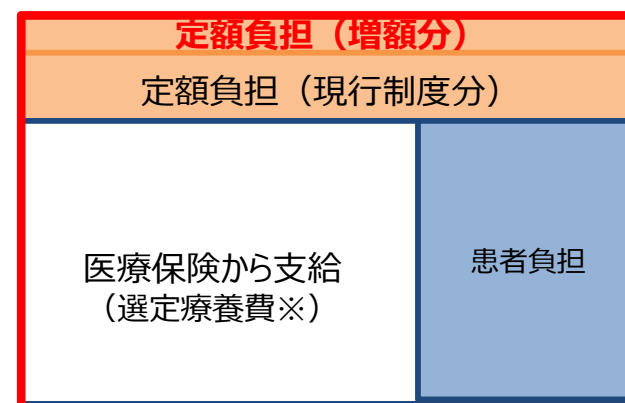 定額負担（増額分）
定額負担（現行制度分）
医療保険から支給
（選定療養費※）
患者負担